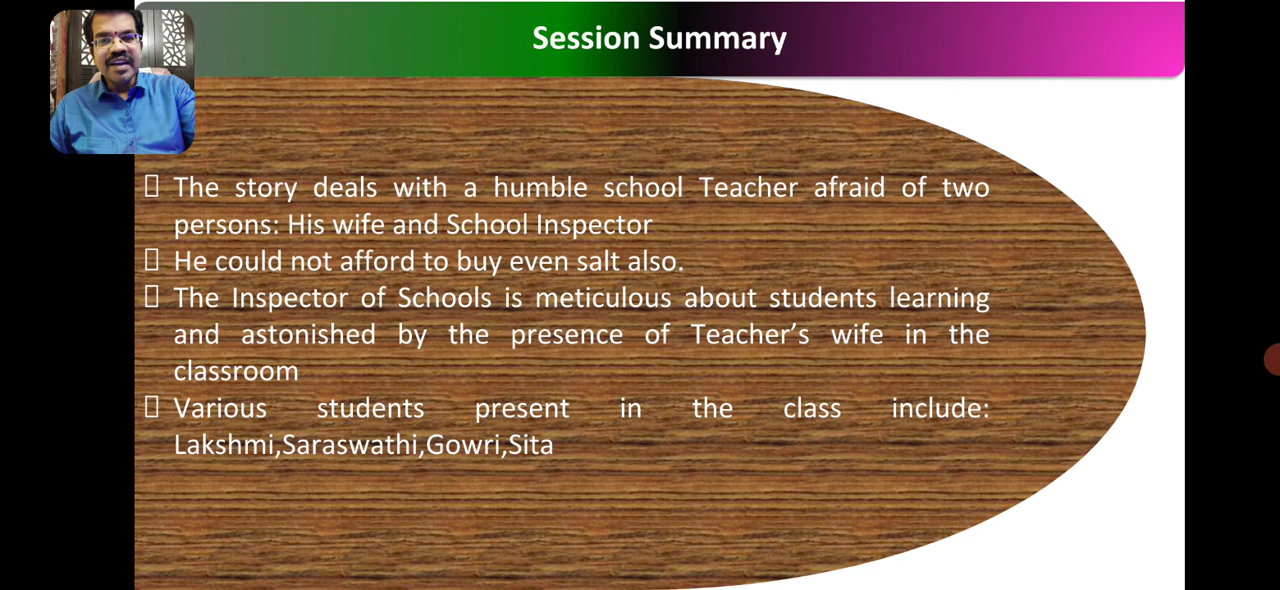 Session Summary
The story deals with a humble school Teacher afraid of two
persons: His wife and School Inspector
He could not afford to buy even salt also.
The Inspector of Schools is meticulous about students learning
and astonished by the presence of Teacher’s wife in the
classroom
Various students present in the class include:
Lakshmi,Saraswathi,Gowri,Sita